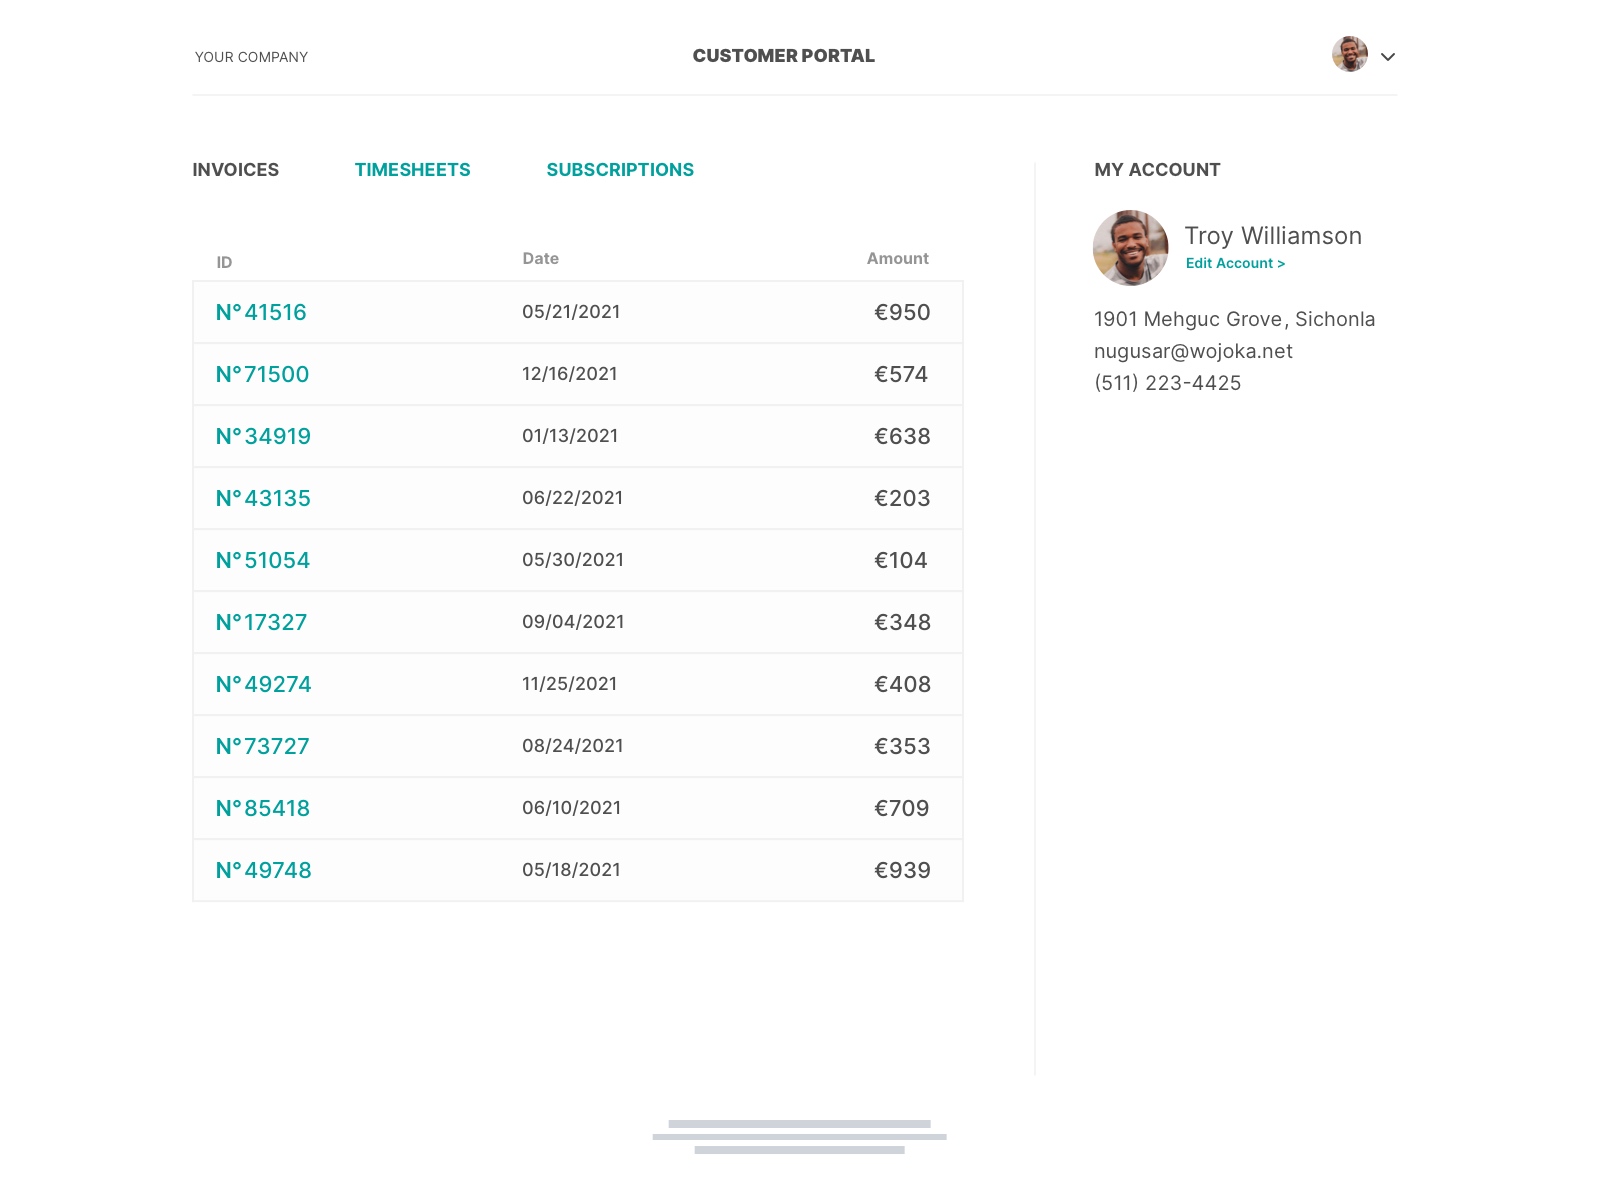 YOUR COMPANY
CUSTOMER PORTAL
INVOICES TIMESHEETS SUBSCRIPTIONS
ID Date Amount
N° 41516 05/21/2021 €950
N° 71500 12/16/2021 €574
N° 34919 01/13/2021 €638
N° 43135 06/22/2021 €203
N° 51054 05/30/2021 €104
N° 17327 09/04/2021 €348
N° 49274 11/25/2021 €408
N° 73727 08/24/2021 €353
N° 85418 06/10/2021 €709
N° 49748 05/18/2021 €939
MY ACCOUNT
Troy Williamson
Edit Account >
1901 Mehguc Grove, Sichonla
nugusar@wojoka.net
(511) 223-4425